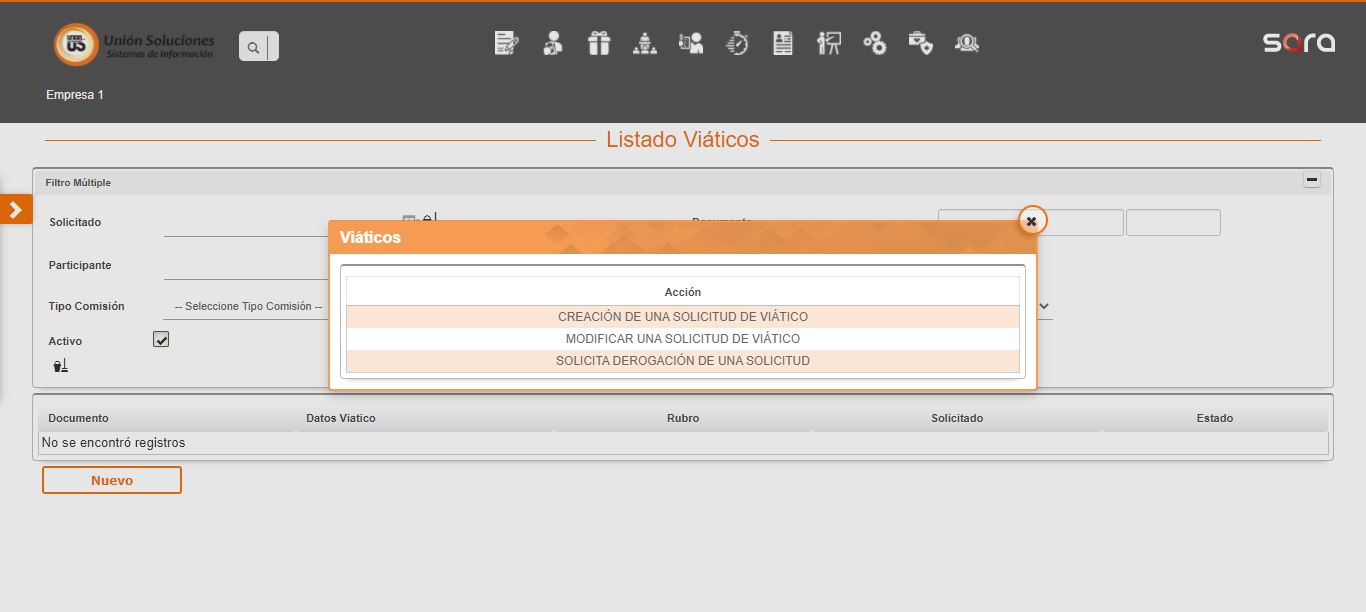 UNION
US
Unión Soluciones
Sistemas de Información
sara
Empresa 1
Listado Viáticos
Filtro Múltiple
Solicitado
Documento
Viáticos
Participante
Acción
Tipo Comisión
-- Seleccione Tipo Comisión --
CREACIÓN DE UNA SOLICITUD DE VIÁTICO
MODIFICAR UNA SOLICITUD DE VIÁTICO
Activo
SOLICITA DEROGACIÓN DE UNA SOLICITUD
Documento Datos Viatico Rubro Solicitado Estado
No se encontró registros
Nuevo